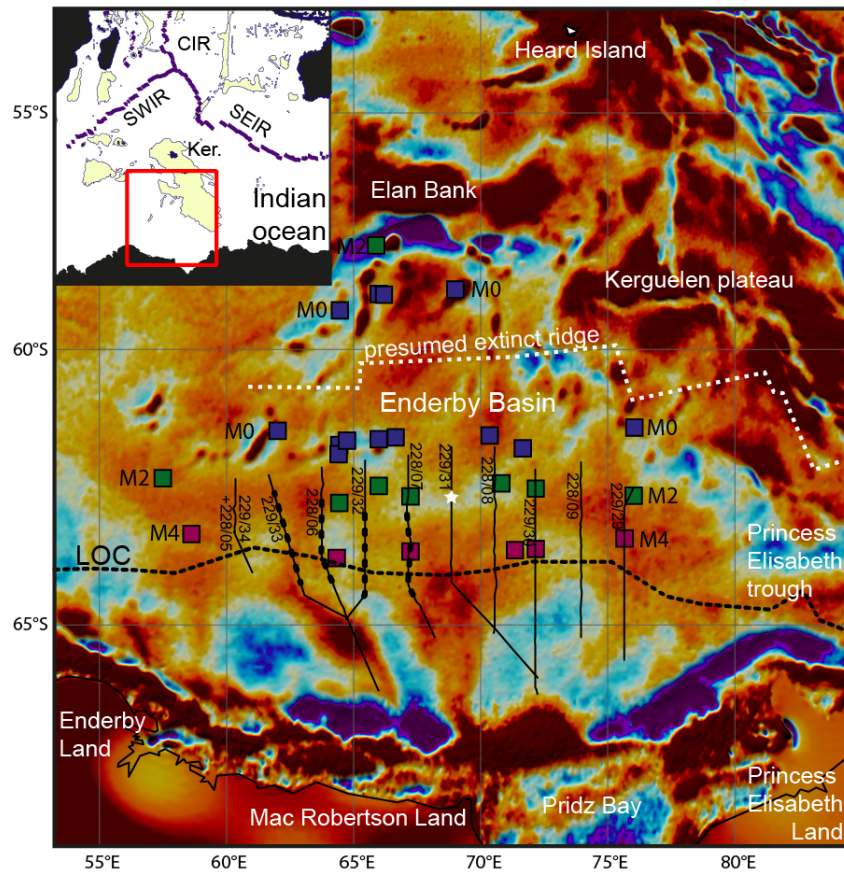 CIR
SWIR
SEIR
Ker.
Indian
ocean
Heard Island
55°S
Elan Bank
M2
Kerguelen plateau
M0
M0
60°S
presumed extinct ridge
Enderby Basin
M0
M0
M2
M2
M4
M4
229/34
+228/05
229/33
228/06
229/32
228/07
229/31
228/08
229/30
228/09
229/29
LOC
Princess
Elisabeth
trough
65°S
Enderby
Land
Mac Robertson Land
Pridz Bay
Princess
Elisabeth
Land
55°E
60°E
65°E
70°E
75°E
80°E